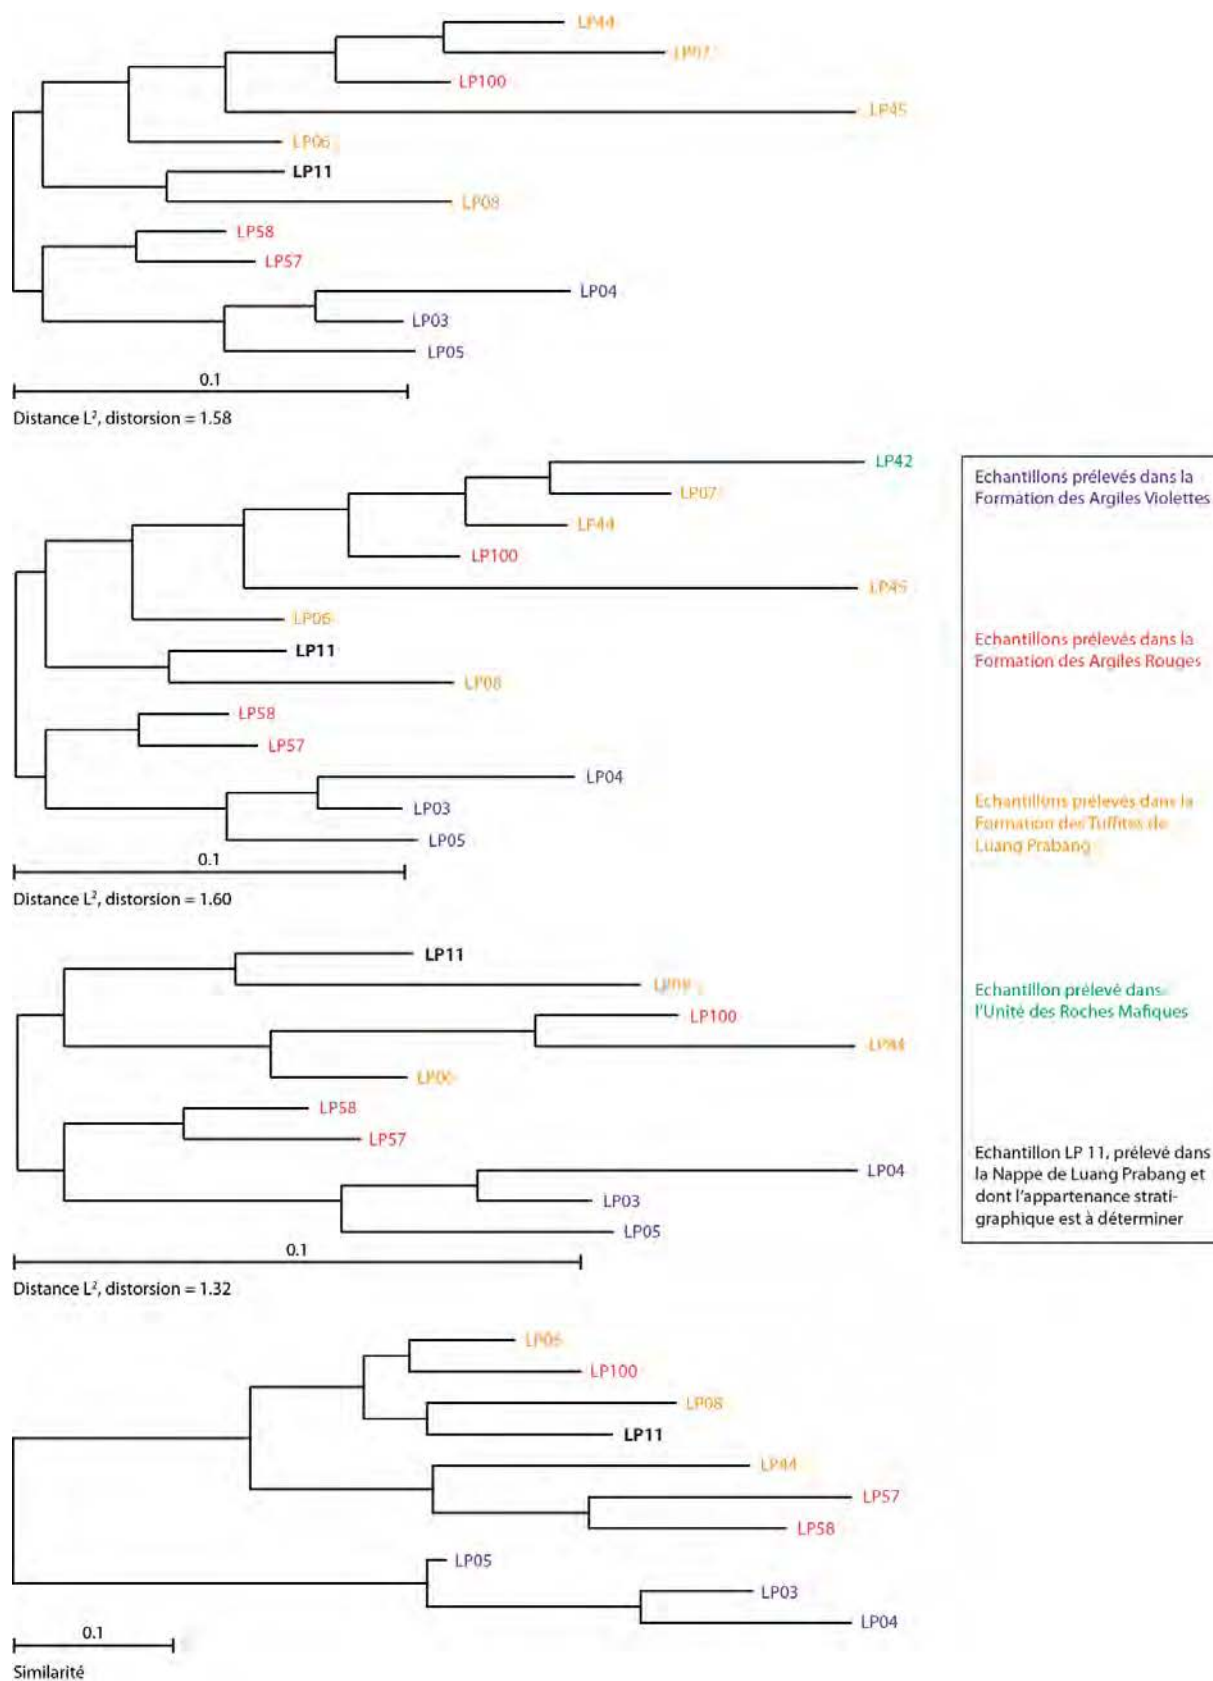 LP44
LP07
LP100
LP45
LP06
LP11
LP08
LP58
LP57
LP04
LP03
LP05
0.1
Distance L², distorsion = 1.58
LP42
LP07
LP44
LP100
LP45
LP06
LP11
LP08
LP58
LP57
LP04
LP03
LP05
0.1
Distance L², distorsion = 1.60
LP11
LP08
LP100
LP44
LP06
LP58
LP57
LP04
LP03
LP05
0.1
Distance L², distorsion = 1.32
LP06
LP100
LP08
LP11
LP44
LP57
LP58
LP05
LP03
LP04
0.1
Similarité
Echantillons prélevés dans la
Formation des Argiles Violettes
Echantillons prélevés dans la
Formation des Argiles Rouges
Echantillons prélevés dans la
Formation des Tuffites de
Luang Prabang
Echantillon prélevé dans
l'Unité des Roches Mafiques
Echantillon LP 11, prélevé dans
la Nappe de Luang Prabang et
dont l'appartenance strati-
graphique est à déterminer